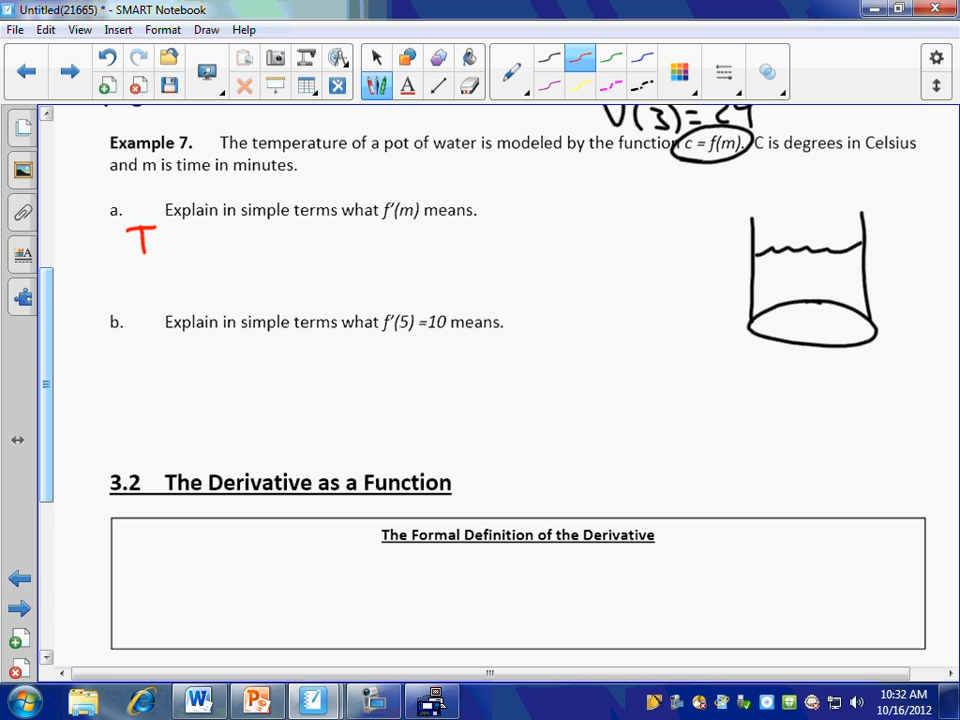 Untitled(21665) * - SMART Notebook
File Edit View Insert Format Draw Help
V(3) = 24
Example 7. The temperature of a pot of water is modeled by the function c = f(m). C is degrees in Celsius
and m is time in minutes.
a. Explain in simple terms what f'(m) means.
T
b. Explain in simple terms what f'(5) =10 means.
3.2 The Derivative as a Function
The Formal Definition of the Derivative
10:32 AM
10/16/2012